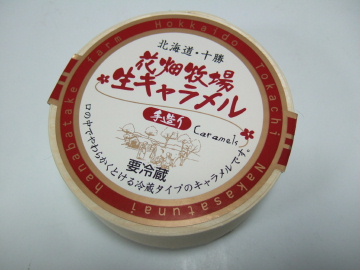 北海道・十勝
花畑牧場
生キャラメル
手造り
Caramels
要冷蔵
口の中でやわらかくとける冷蔵タイプのキャラメルです。
hanabatake farm Hokkaido Tokachi Nakasatunai